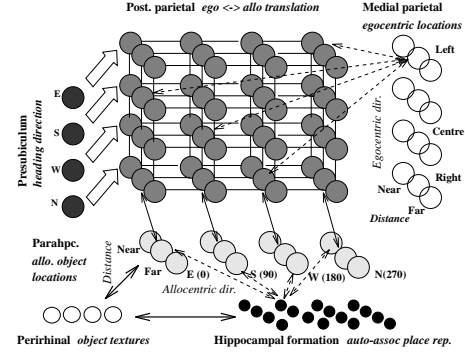 Post. parietal ego <-> allo translation
Medial parietal
egocentric locations
Left
Egocentric dir.
Centre
Right
Near
Far
Distance
Presubiculum
heading direction
E
S
W
N
Parahpc.
allo. object
locations
Distance
Near
Far
E (0)
S (90)
W (180)
N(270)
Allocentric dir.
Perirhinal object textures
Hippocampal formation auto-assoc place rep.